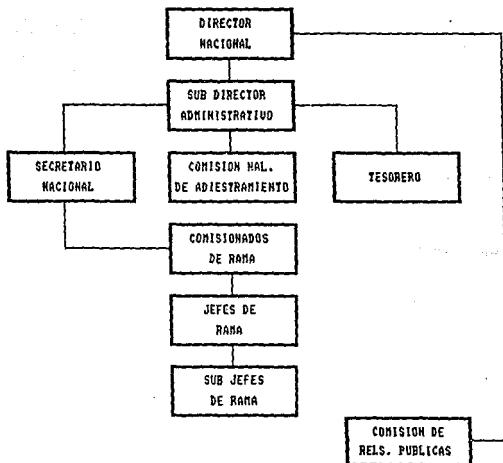 DIRECTOR
NACIONAL
SUB DIRECTOR
ADMINISTRATIVO
SECRETARIO
NACIONAL
COMISION NAL.
DE ADIESTRAMIENTO
TESORERO
COMISIONADOS
DE RAMA
JEFES DE
RAMA
SUB JEFES
DE RAMA
COMISION DE
RELS. PUBLICAS